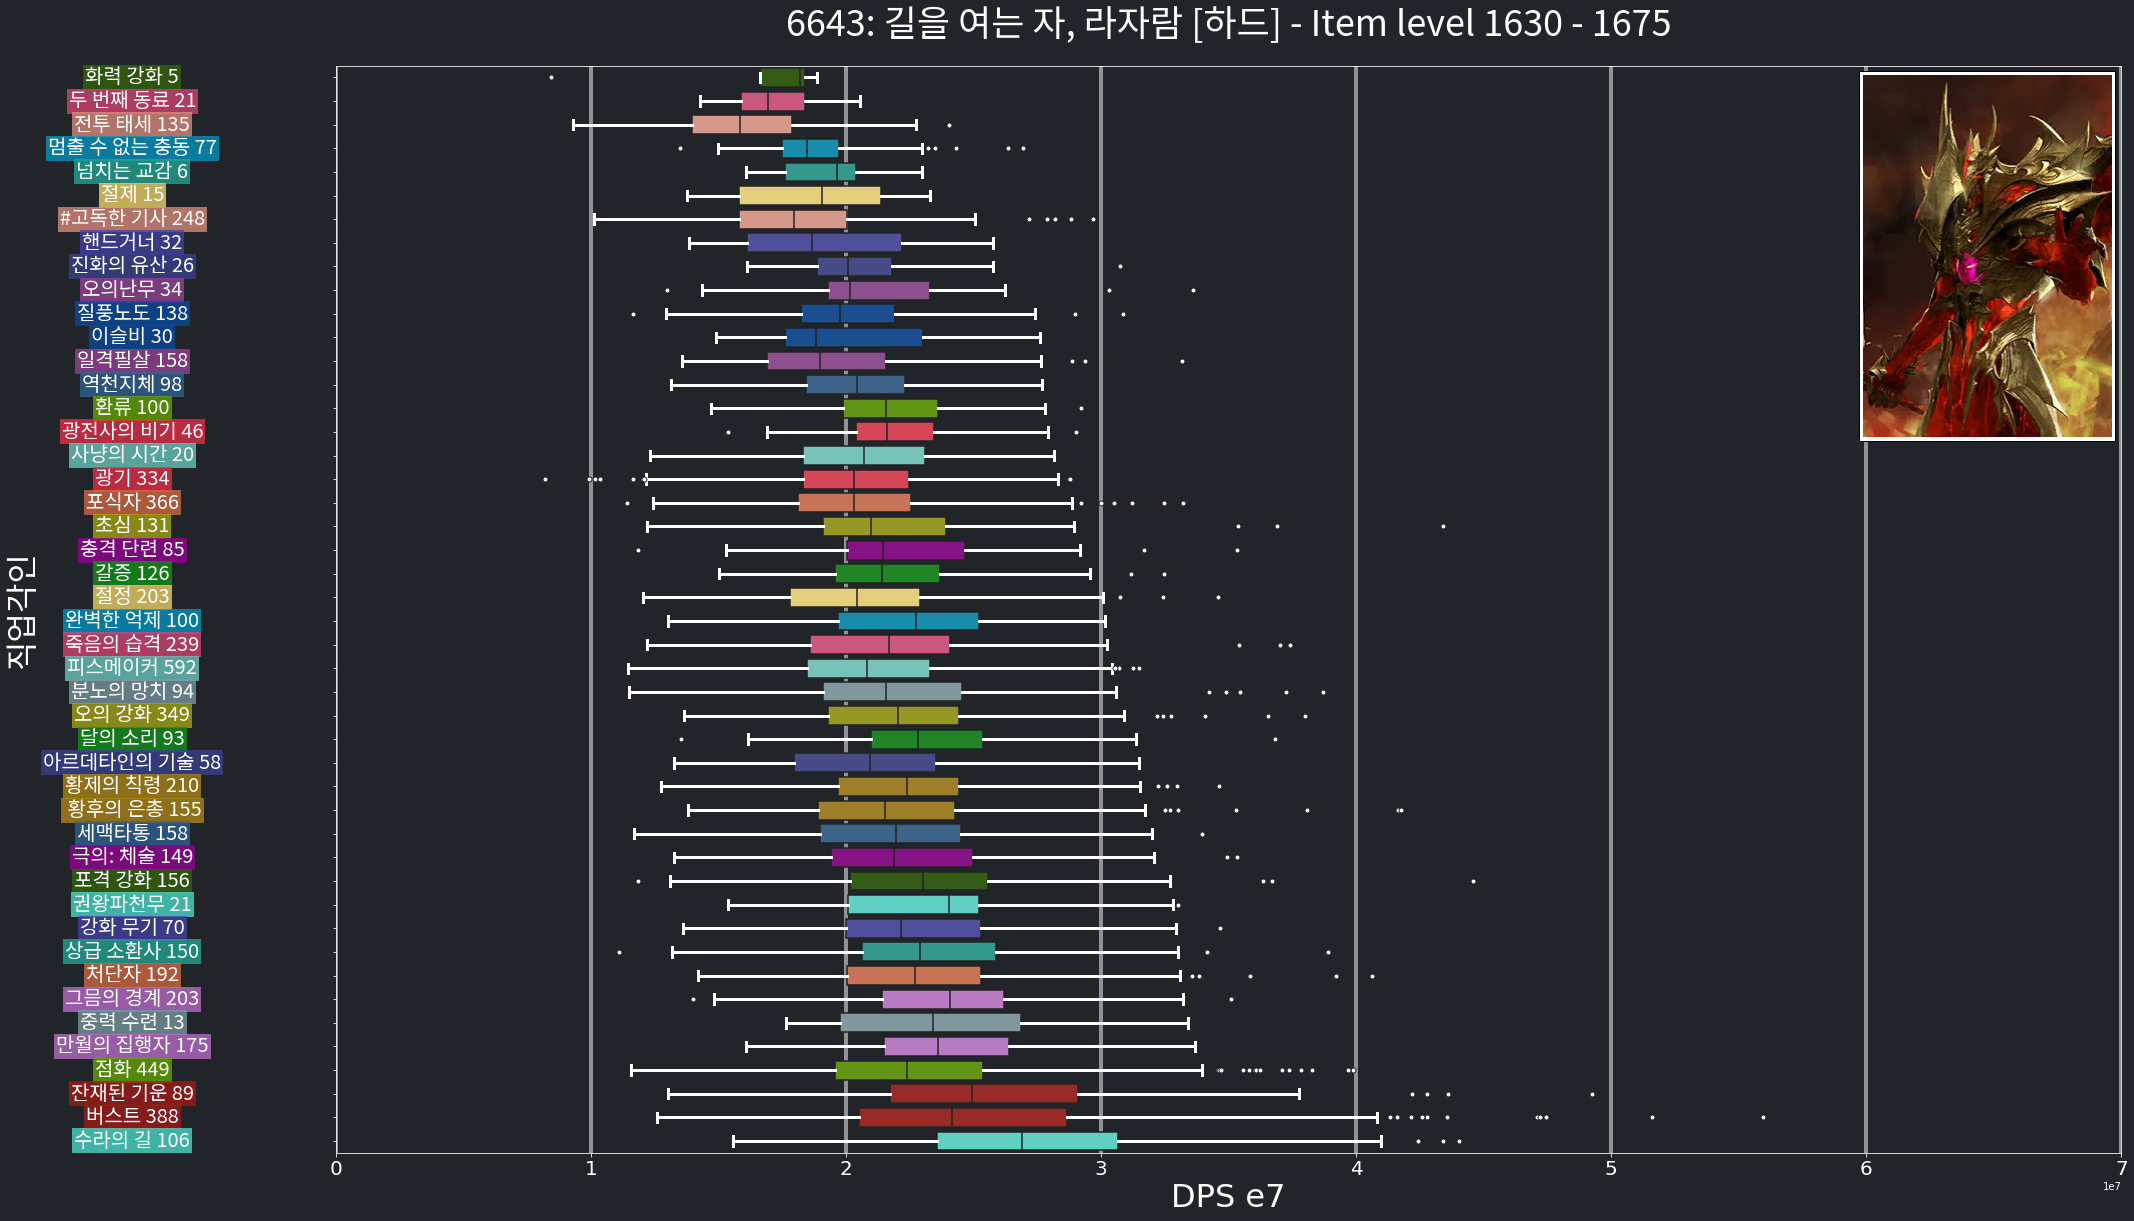 6643: 길을 여는 자, 라자람 [하드] - Item level 1630 - 1675
화력 강화 5
두 번째 동료 21
전투 태세 135
멈출 수 없는 충동 77
넘치는 교감 6
절제 15
#고독한 기사 248
핸드거너 32
진화의 유산 26
오의난무 34
질풍노도 138
이슬비 30
일격필살 158
역천지체 98
환류 100
광전사의 비기 46
사냥의 시간 20
광기 334
포식자 366
초심 131
충격 단련 85
갈증 126
절정 203
완벽한 억제 100
죽음의 습격 239
피스메이커 592
분노의 망치 94
오의 강화 349
달의 소리 93
아르데타인의 기술 58
황제의 칙령 210
황후의 은총 155
세맥타통 158
극의: 체술 149
포격 강화 156
권왕파천무 21
강화 무기 70
상급 소환사 150
처단자 192
그믐의 경계 203
중력 수련 13
만월의 집행자 175
점화 449
잔재된 기운 89
버스트 388
수라의 길 106
직업각인
0 1 2 3 4 5 6 7
1e7
DPS e7